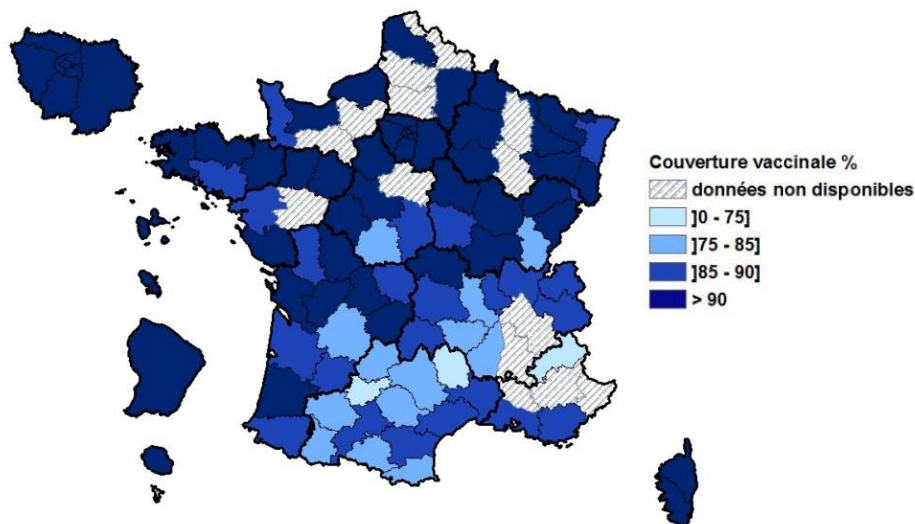 Couverture vaccinale %
données non disponibles
]0 - 75]
]75 - 85]
]85 - 90]
> 90